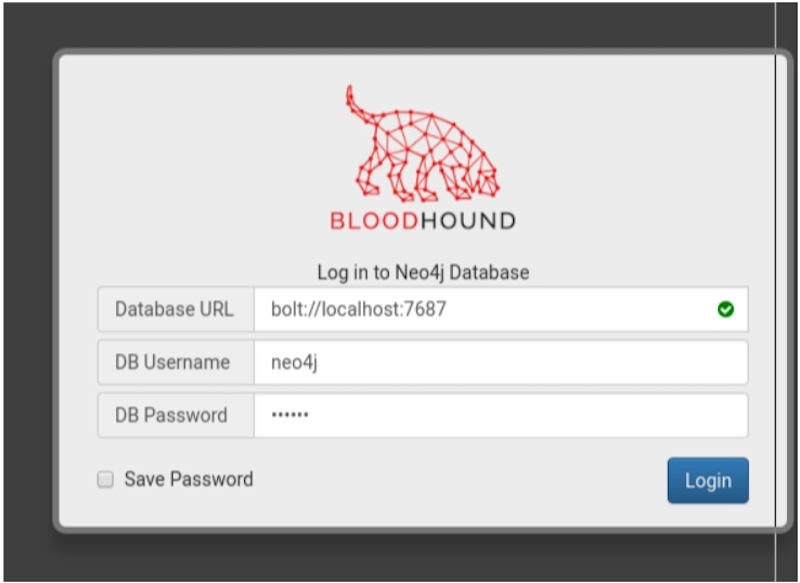 BLOODHOUND
Log in to Neo4j Database
Database URL bolt://localhost:7687
DB Username neo4j
DB Password ••••••
Save Password Login